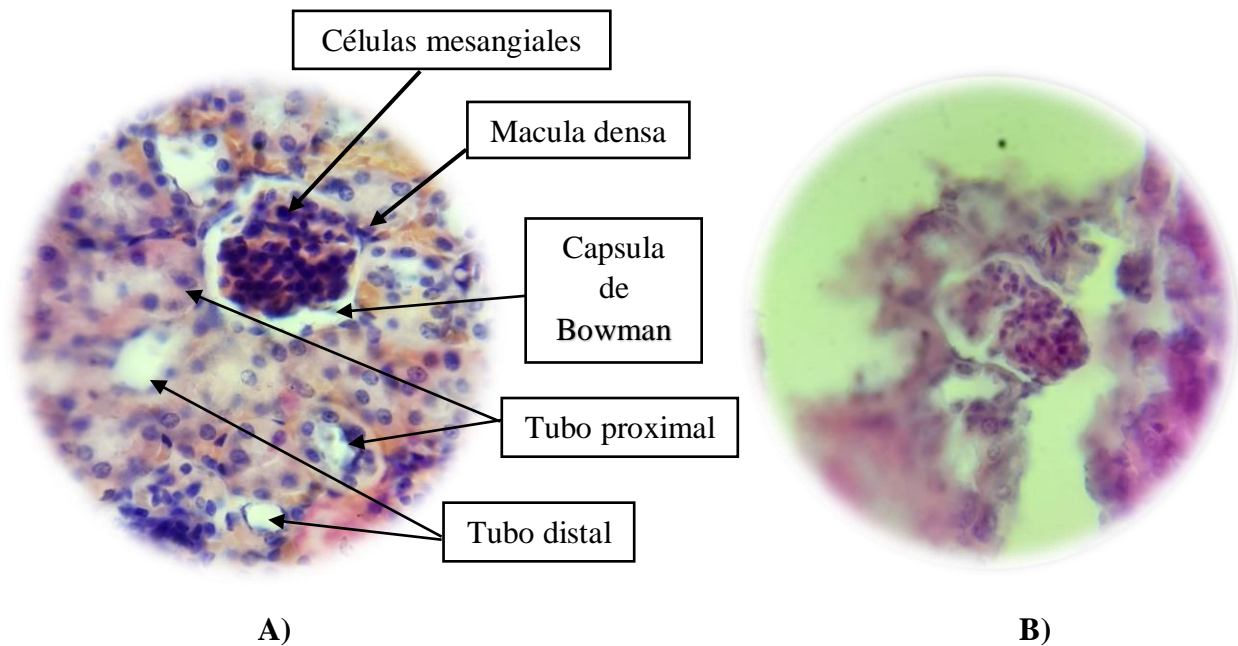 Células mesangiales
Macula densa
Capsula
de
Bowman
Tubo proximal
Tubo distal
A)
B)